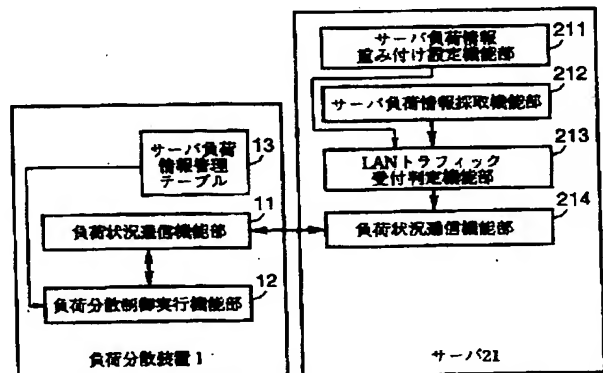 サーバ負荷情報
重み付け設定機能部
211
サーバ負荷情報採取機能部
212
LANトラフィック
受付判定機能部
213
負荷状況通信機能部
214
サーバ21
サーバ負荷
情報管理
テーブル
13
負荷状況通信機能部
11
負荷分散制御実行機能部
12
負荷分散装置1